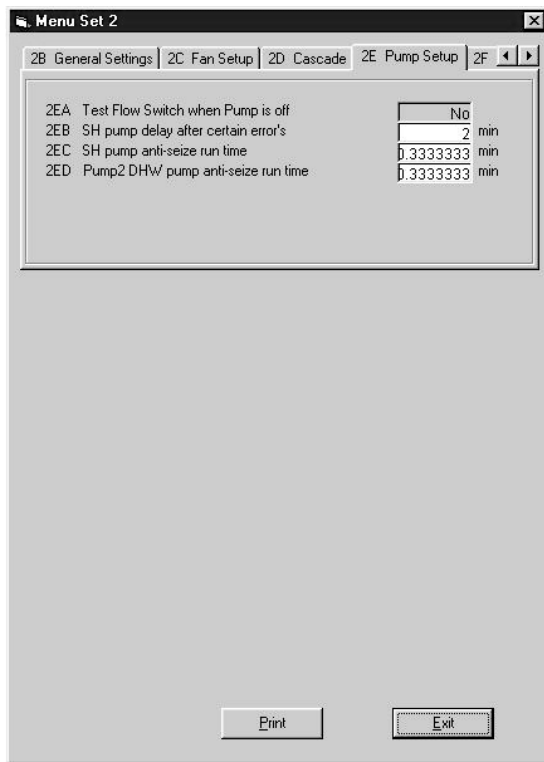 Menu Set 2
2B General Settings 2C Fan Setup 2D Cascade 2E Pump Setup 2F
2EA Test Flow Switch when Pump is off No
2EB SH pump delay after certain error's 2 min
2EC SH pump anti-seize run time 0.3333333 min
2ED Pump2 DHW pump anti-seize run time 0.3333333 min
Print Exit